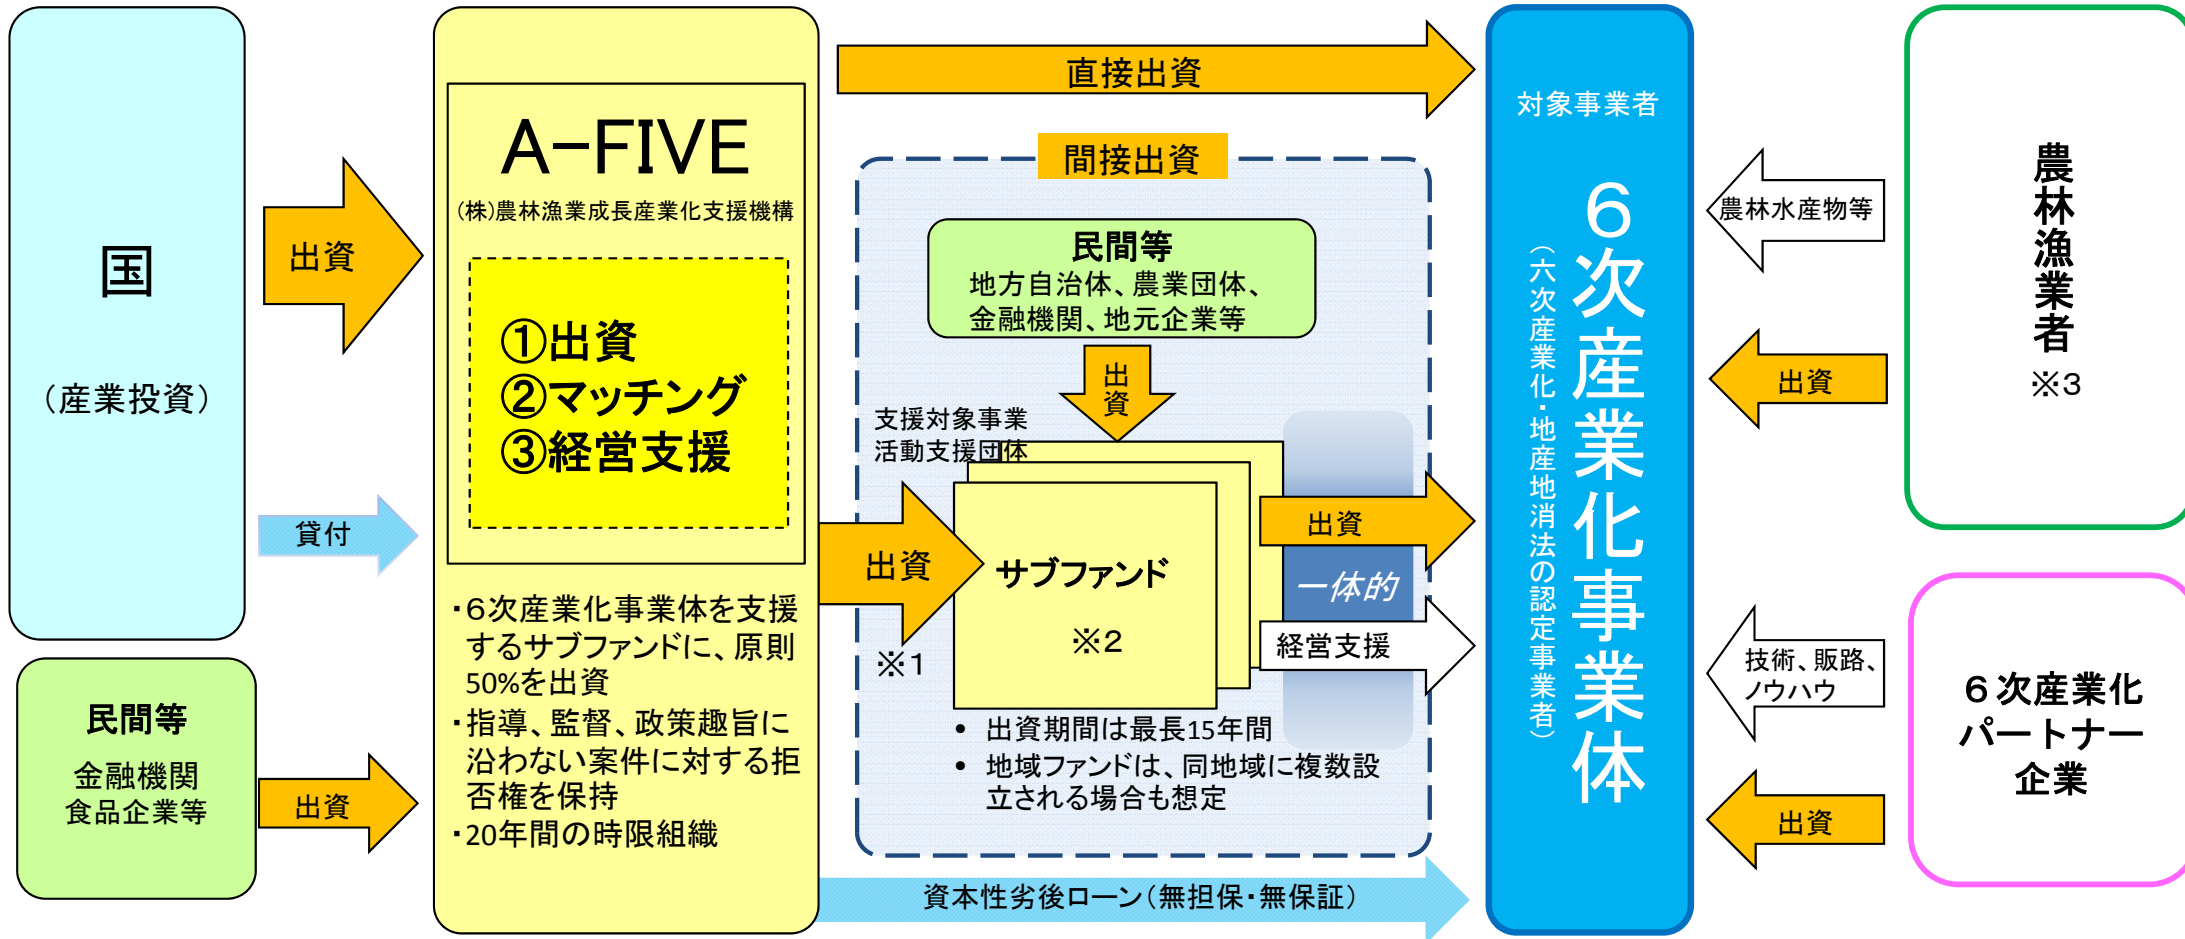 国
（産業投資）
出資
貸付
民間等
金融機関
食品企業等
出資
A−FIVE
(株)農林漁業成長産業化支援機構
①出資
②マッチング
③経営支援
・６次産業化事業体を支援
するサブファンドに、原則
50%を出資
・指導、監督、政策趣旨に
沿わない案件に対する拒
否権を保持
・20年間の時限組織
直接出資
間接出資
民間等
地方自治体、農業団体、
金融機関、地元企業等
出資
支援対象事業
活動支援団体
出資
※１
サブファンド
※２
出資
一体的
経営支援
• 出資期間は最長15年間
• 地域ファンドは、同地域に複数設
立される場合も想定
資本性劣後ローン（無担保・無保証）
対象事業者
６次産業化事業体
（六次産業化・地産地消法の認定事業者）
農林水産物等
出資
技術、販路、
ノウハウ
出資
農林漁業者
※３
６次産業化
パートナー
企業